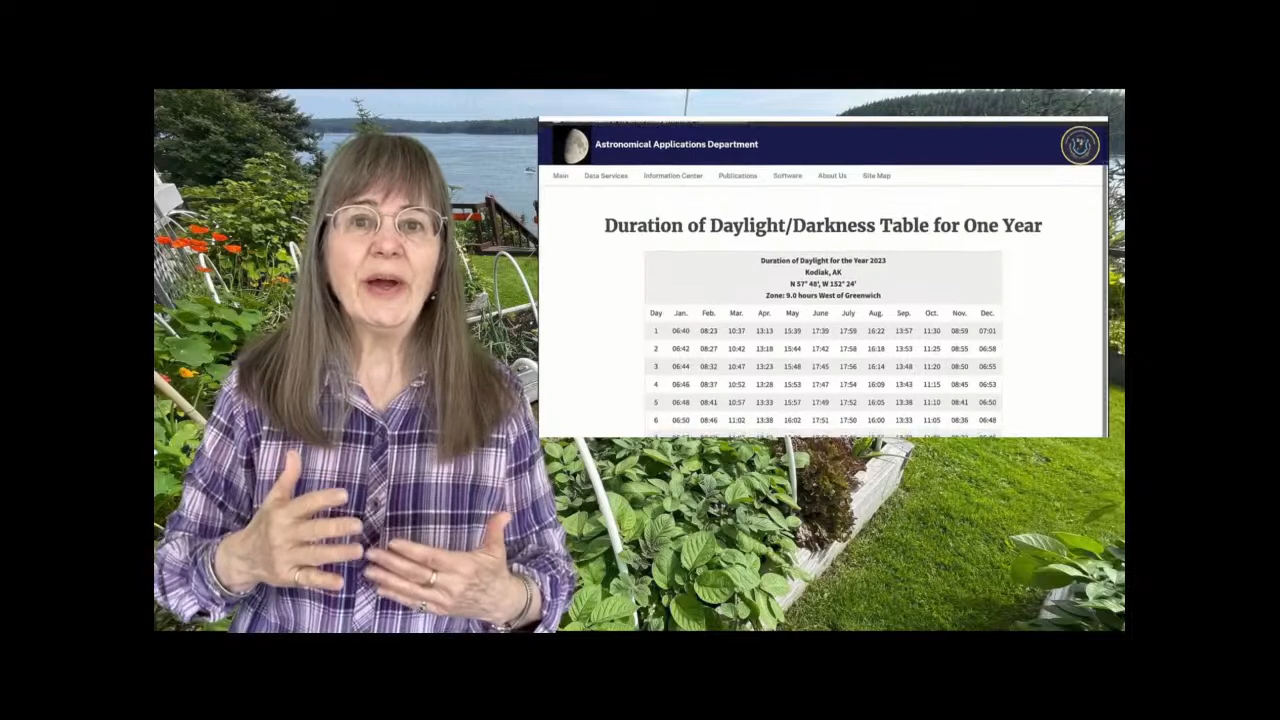 Astronomical Applications Department
Main Data Services Information Center Publications Software About Us Site Map
Duration of Daylight/Darkness Table for One Year
Duration of Daylight for the Year 2023
Kodiak, AK
N 57° 48', W 152° 24'
Zone: 9.0 hours West of Greenwich
Day Jan. Feb. Mar. Apr. May June July Aug. Sep. Oct. Nov. Dec.
1 06:40 08:23 10:37 13:13 15:39 17:39 17:59 16:22 13:57 11:30 08:59 07:01
2 06:42 08:27 10:42 13:18 15:44 17:42 17:58 16:18 13:53 11:25 08:55 06:58
3 06:44 08:32 10:47 13:23 15:48 17:45 17:56 16:14 13:48 11:20 08:50 06:55
4 06:46 08:37 10:52 13:28 15:53 17:47 17:54 16:09 13:43 11:15 08:45 06:53
5 06:48 08:41 10:57 13:33 15:57 17:49 17:52 16:05 13:38 11:10 08:41 06:50
6 06:50 08:46 11:02 13:38 16:02 17:51 17:50 16:00 13:33 11:05 08:36 06:48